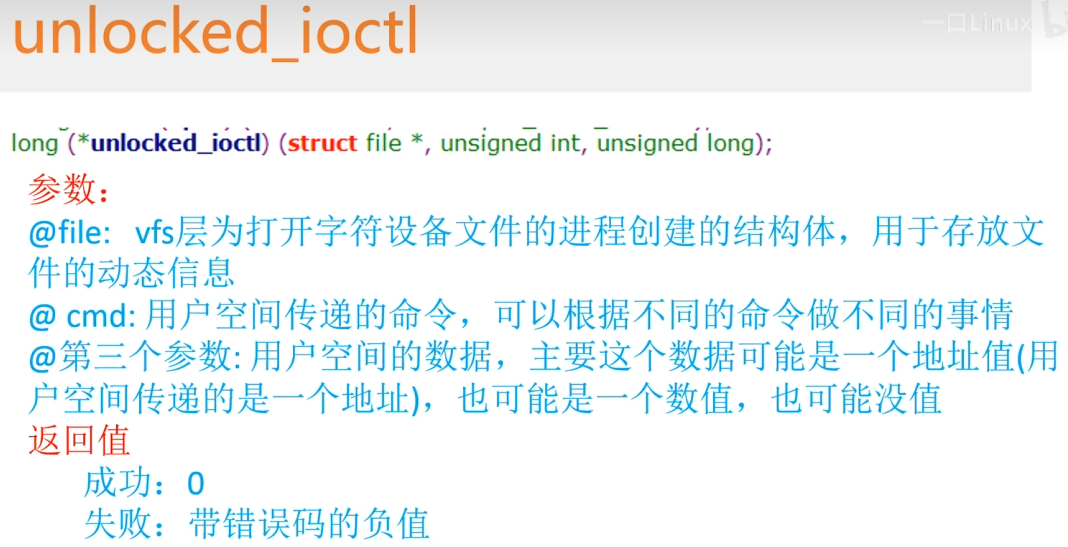 unlocked_ioctl
一口Linux
long (*unlocked_ioctl) (struct file *, unsigned int, unsigned long);
参数：
@file: vfs层为打开字符设备文件的进程创建的结构体，用于存放文
件的动态信息
@ cmd: 用户空间传递的命令，可以根据不同的命令做不同的事情
@第三个参数: 用户空间的数据，主要这个数据可能是一个地址值(用
户空间传递的是一个地址)，也可能是一个数值，也可能没值
返回值
成功：0
失败：带错误码的负值